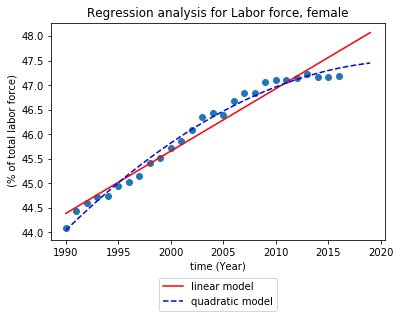 Regression analysis for Labor force, female
48.0
47.5
47.0
46.5
46.0
45.5
45.0
44.5
44.0
(% of total labor force)
1990 1995 2000 2005 2010 2015 2020
time (Year)
linear model
quadratic model